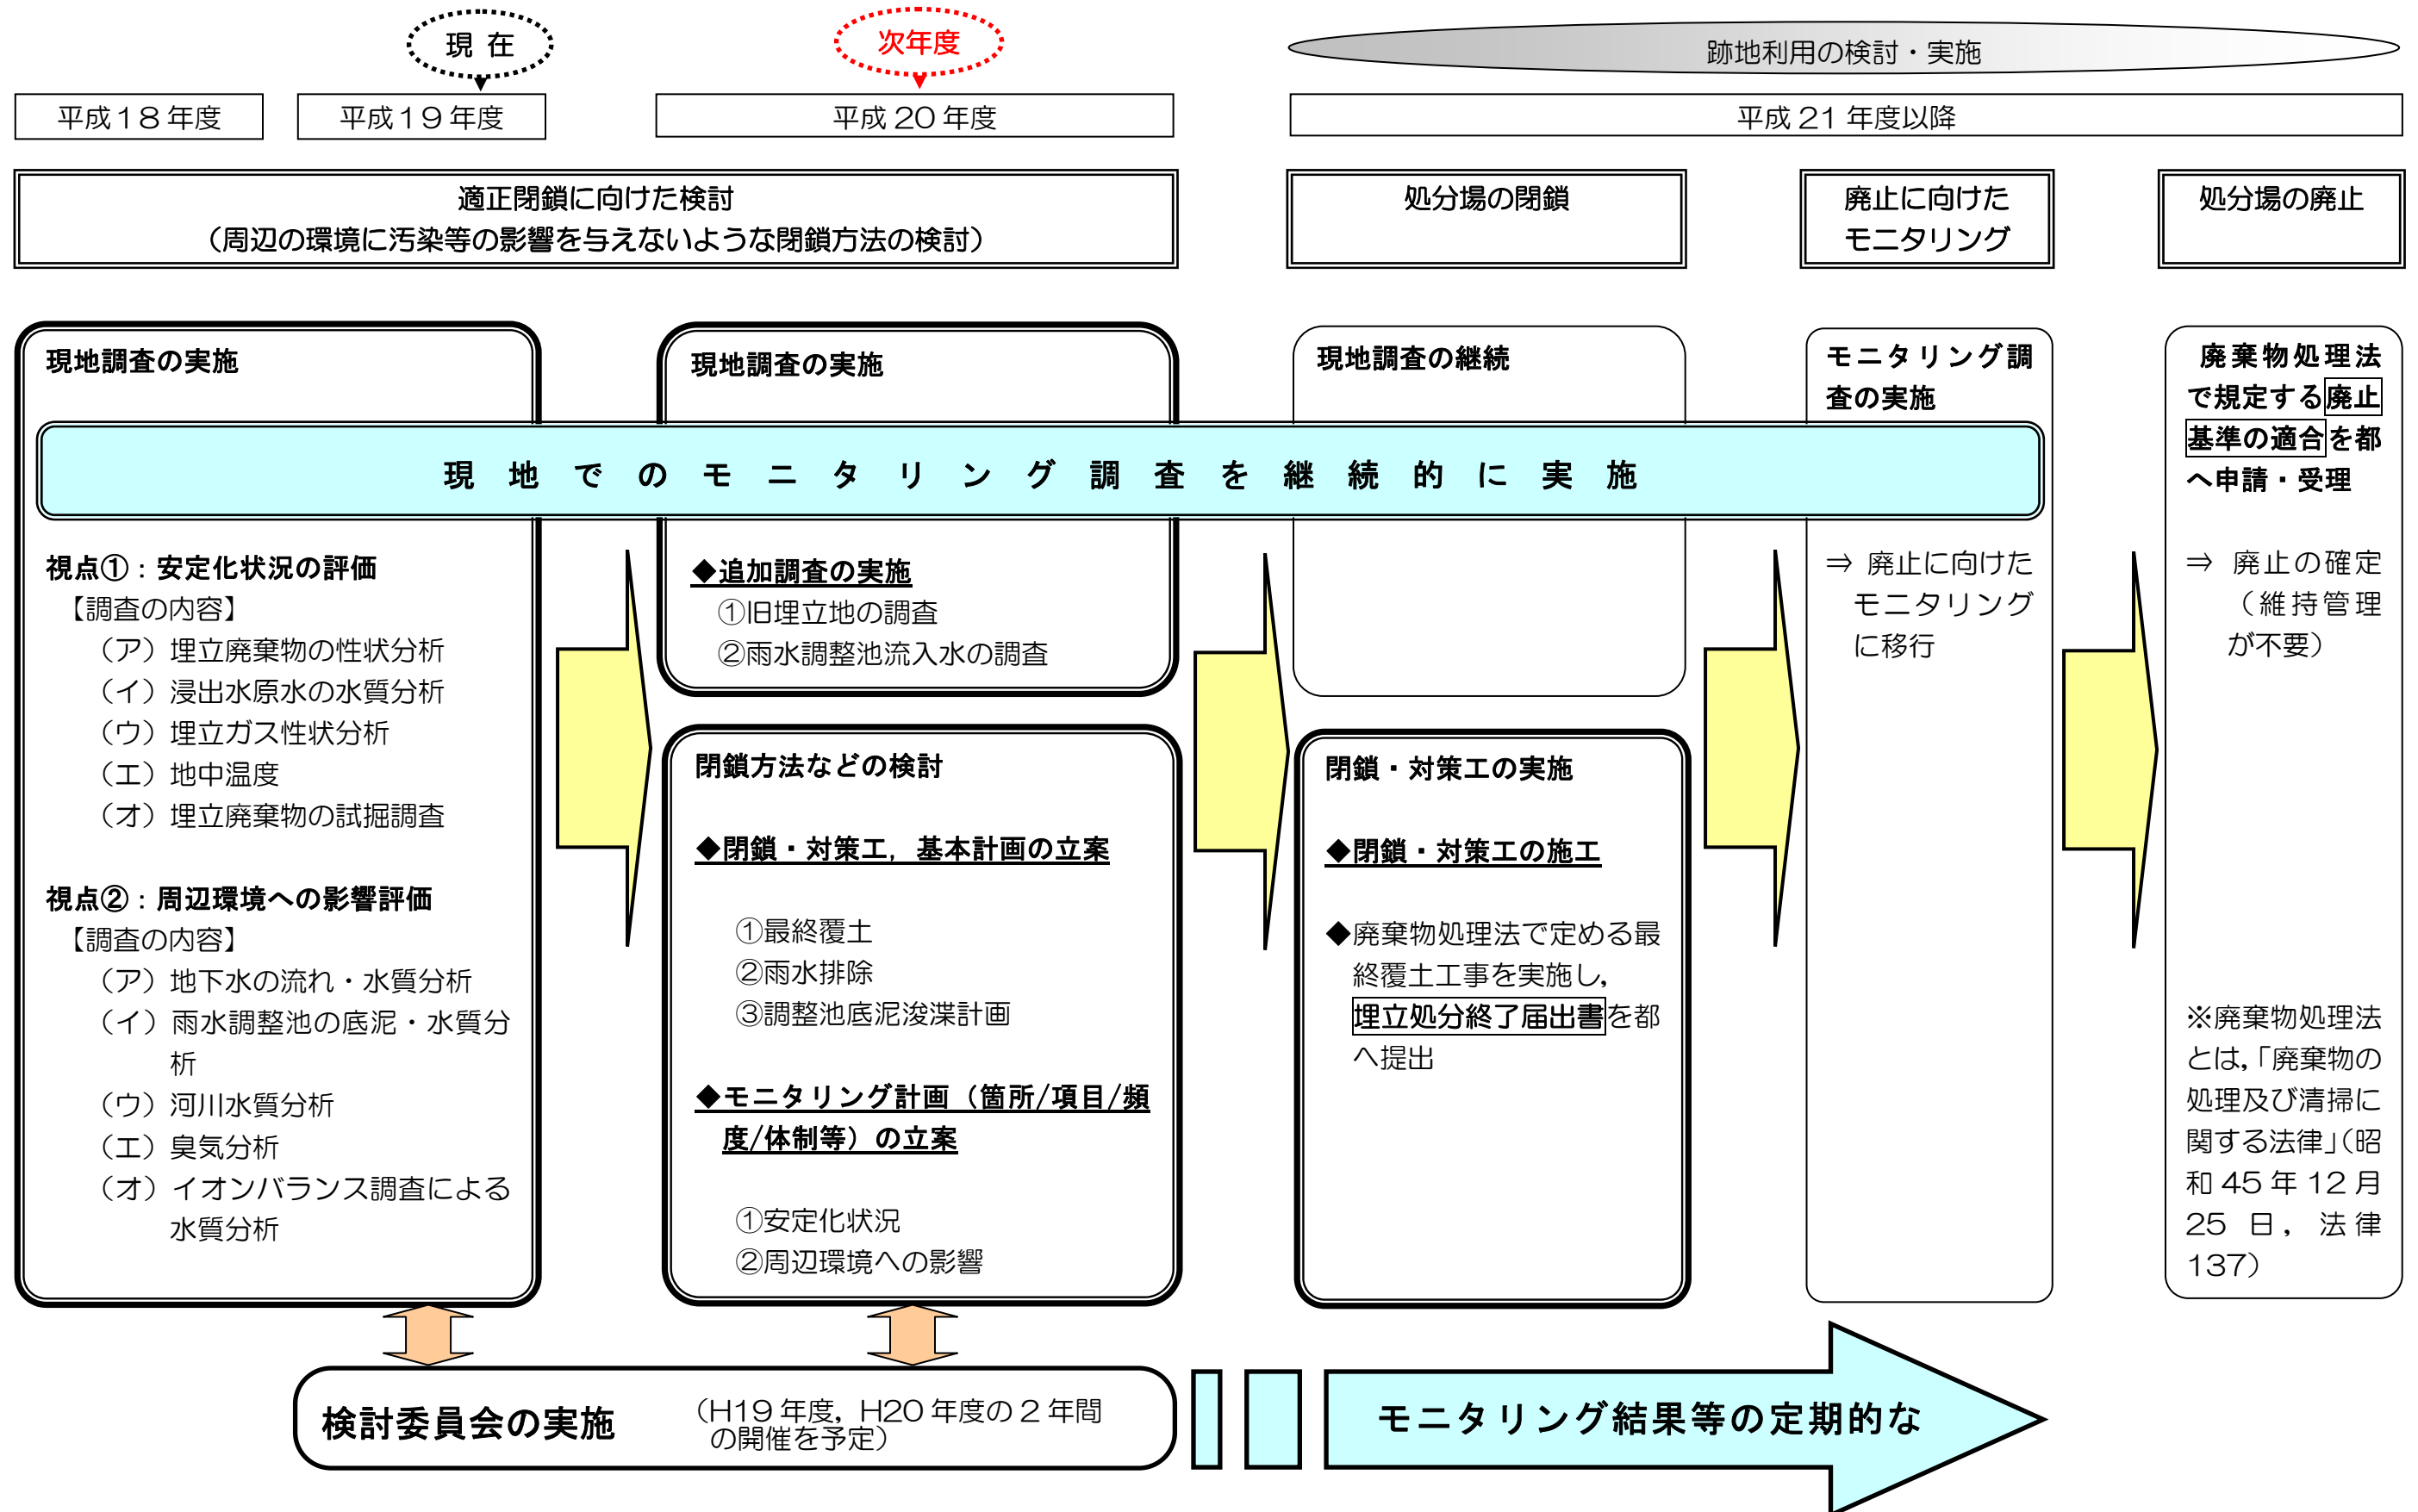 現 在
次年度
跡地利用の検討・実施
平成18年度
平成19年度
平成 20 年度
平成 21 年度以降
適正閉鎖に向けた検討
（周辺の環境に汚染等の影響を与えないような閉鎖方法の検討）
処分場の閉鎖
廃止に向けた
モニタリング
処分場の廃止
現地でのモニタリング調査を継続的に実施
現地調査の実施
視点①：安定化状況の評価
【調査の内容】
（ア）埋立廃棄物の性状分析
（イ）浸出水原水の水質分析
（ウ）埋立ガス性状分析
（エ）地中温度
（オ）埋立廃棄物の試掘調査
視点②：周辺環境への影響評価
【調査の内容】
（ア）地下水の流れ・水質分析
（イ）雨水調整池の底泥・水質分
析
（ウ）河川水質分析
（エ）臭気分析
（オ）イオンバランス調査による
水質分析
現地調査の実施
◆追加調査の実施
①旧埋立地の調査
②雨水調整池流入水の調査
閉鎖方法などの検討
◆閉鎖・対策工，基本計画の立案
①最終覆土
②雨水排除
③調整池底泥浚渫計画
◆モニタリング計画（箇所/項目/頻
度/体制等）の立案
①安定化状況
②周辺環境への影響
現地調査の継続
閉鎖・対策工の実施
◆閉鎖・対策工の施工
◆廃棄物処理法で定める最
終覆土工事を実施し，
埋立処分終了届出書を都
へ提出
モニタリング調
査の実施
⇒ 廃止に向けた
モニタリング
に移行
廃棄物処理法
で規定する廃止
基準の適合を都
へ申請・受理
⇒ 廃止の確定
（維持管理
が不要）
※廃棄物処理法
とは，「廃棄物の
処理及び清掃に
関する法律」（昭
和 45 年 12 月
25 日，法律
137）
検討委員会の実施
（H19 年度，H20 年度の 2 年間
の開催を予定）
モニタリング結果等の定期的な